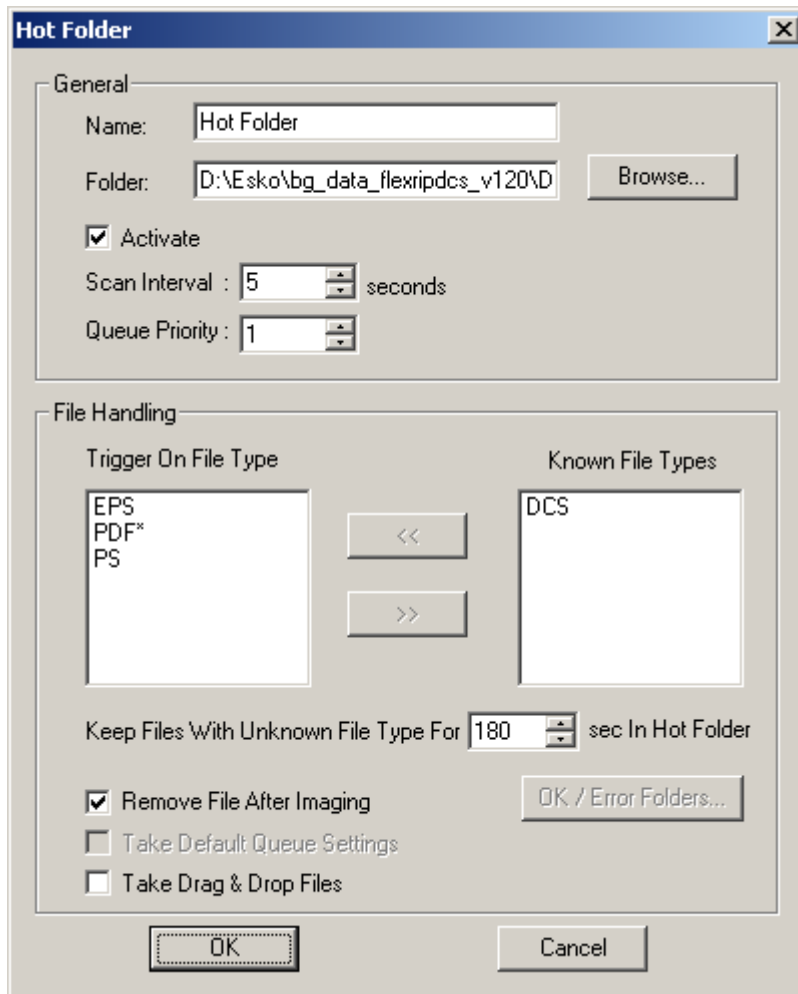 Hot Folder
General
Name: Hot Folder
Folder: D:\Esko\bg_data_flexripdcs_v120\D Browse...
Activate
Scan Interval : 5 seconds
Queue Priority : 1
File Handling
Trigger On File Type Known File Types
EPS DCS
PDF*
PS
<<
>>
Keep Files With Unknown File Type For 180 sec In Hot Folder
Remove File After Imaging OK / Error Folders...
Take Default Queue Settings
Take Drag & Drop Files
OK Cancel